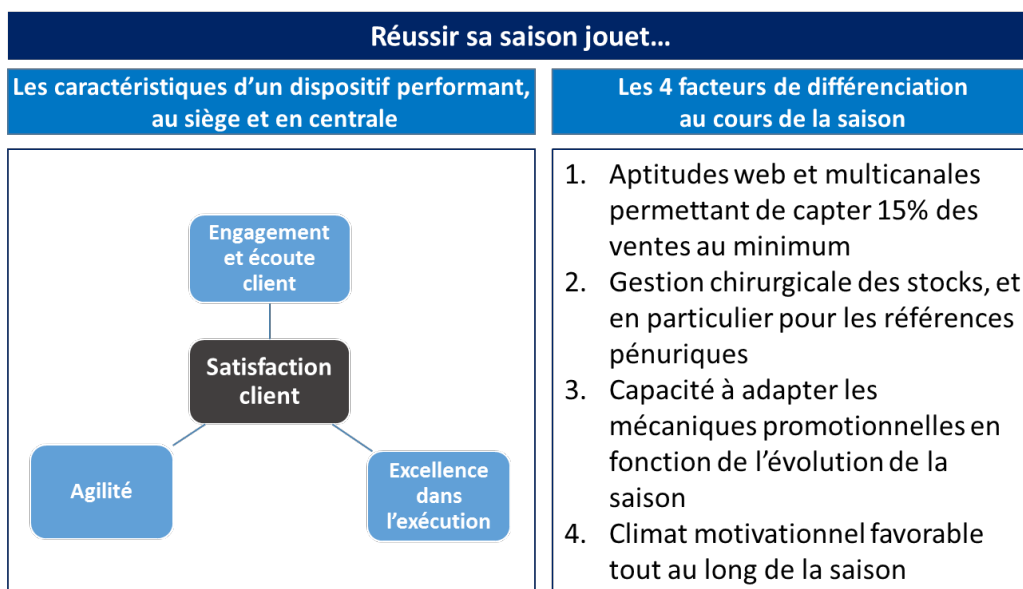 Réussir sa saison jouet…
Les caractéristiques d’un dispositif performant,
au siège et en centrale
Engagement
et écoute
client
Satisfaction
client
Agilité
Excellence
dans
l’exécution
Les 4 facteurs de différenciation
au cours de la saison
1. Aptitudes web et multicanales
permettant de capter 15% des
ventes au minimum
2. Gestion chirurgicale des stocks, et
en particulier pour les références
pénuriques
3. Capacité à adapter les
mécaniques promotionnelles en
fonction de l’évolution de la
saison
4. Climat motivationnel favorable
tout au long de la saison